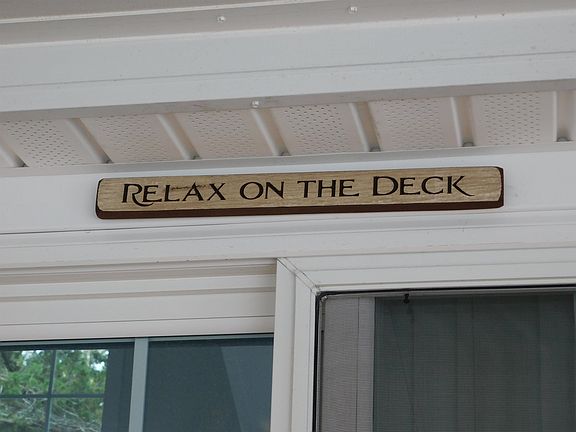 RELAX ON THE DECK